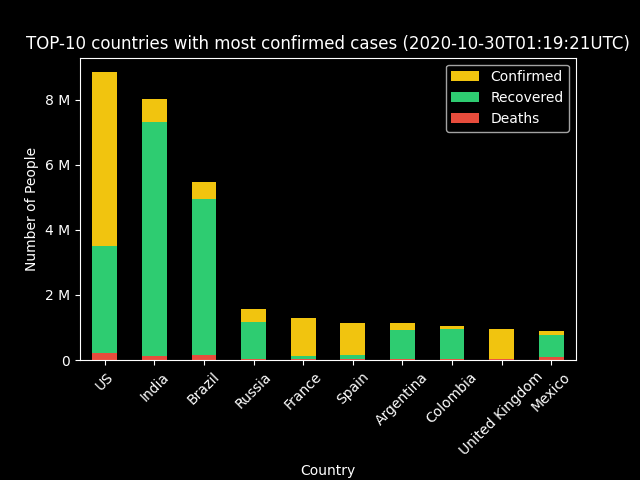 TOP-10 countries with most confirmed cases (2020-10-30T01:19:21UTC)
Confirmed
Recovered
Deaths
Number of People
8 M
6 M
4 M
2 M
0
US
India
Brazil
Russia
France
Spain
Argentina
Colombia
United Kingdom
Mexico
Country